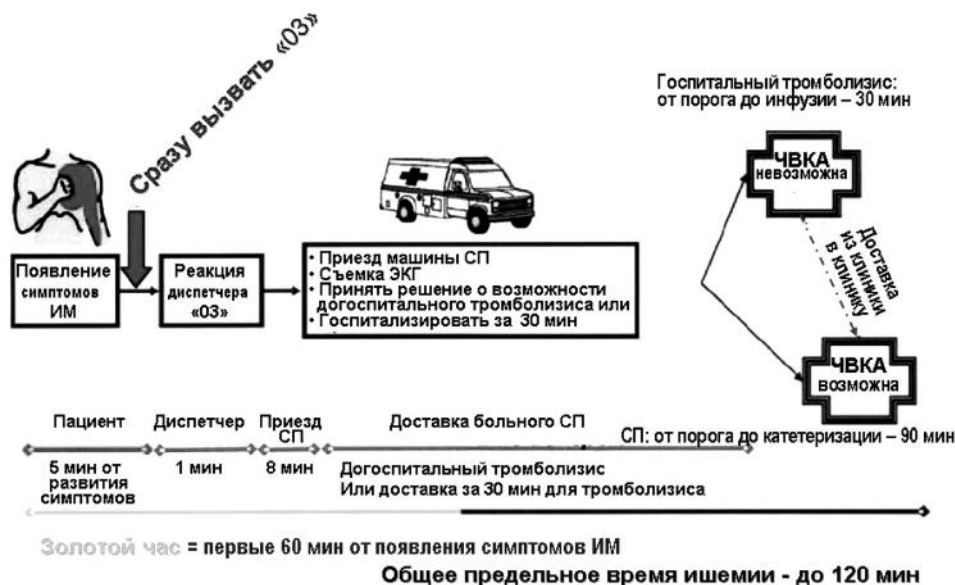 Сразу вызвать «03»
Госпитальный тромболизис:
от порога до инфузии – 30 мин
ЧВКА
невозможна
Появление
симптомов
ИМ
Реакция
диспетчера
«03»
• Приезд машины СП
• Съемка ЭКГ
• Принять решение о возможности
догоспитального тромболизиса или
• Госпитализировать за 30 мин
Доставка
из клиники
в клинику
ЧВКА
возможна
Пациент
Диспетчер
Приезд
СП
Доставка больного СП
СП: от порога до катетеризации – 90 мин
5 мин от
развития
симптомов
1 мин
8 мин
Догоспитальный тромболизис
Или доставка за 30 мин для тромболизиса
Золотой час = первые 60 мин от появления симптомов ИМ
Общее предельное время ишемии - до 120 мин